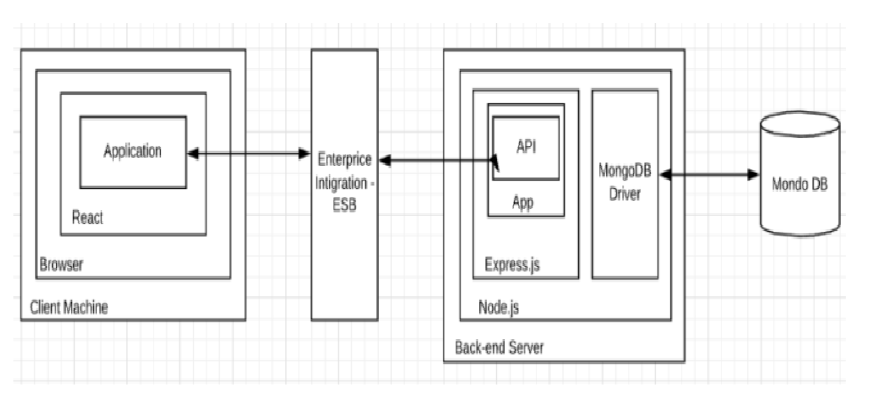 Application
React
Browser
Client Machine
Enterprice
Intigration -
ESB
API
App
Express.js
MongoDB
Driver
Node.js
Back-end Server
Mondo DB